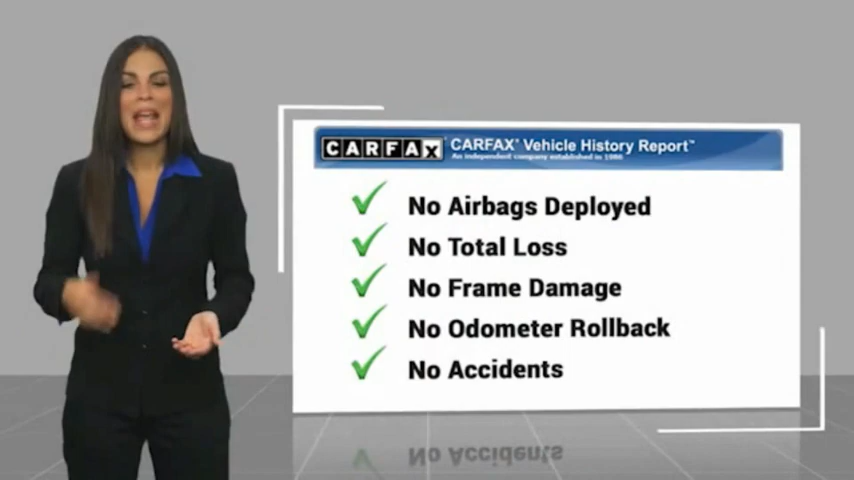 CARFAX CARFAX® Vehicle History Report™
An independent company established in 1986
No Airbags Deployed
No Total Loss
No Frame Damage
No Odometer Rollback
No Accidents
No Accidents